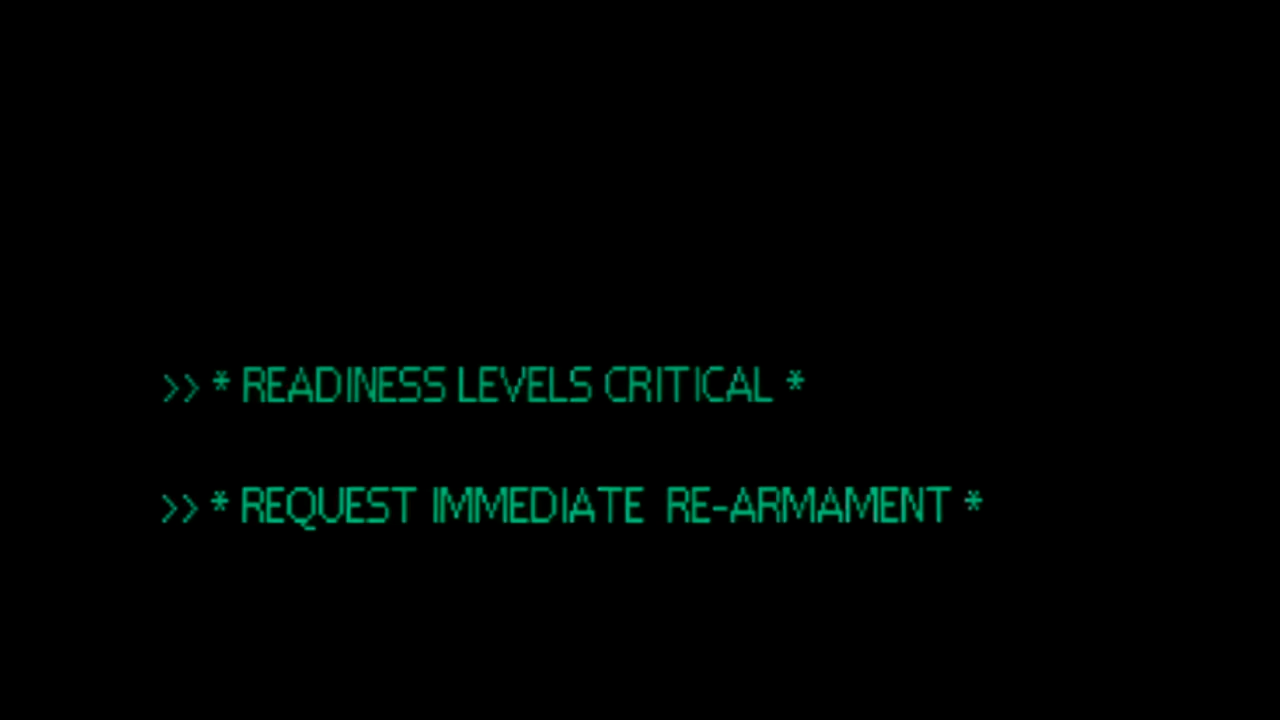 >> * READINESS LEVELS CRITICAL *
>> * REQUEST IMMEDIATE RE-ARMAMENT *